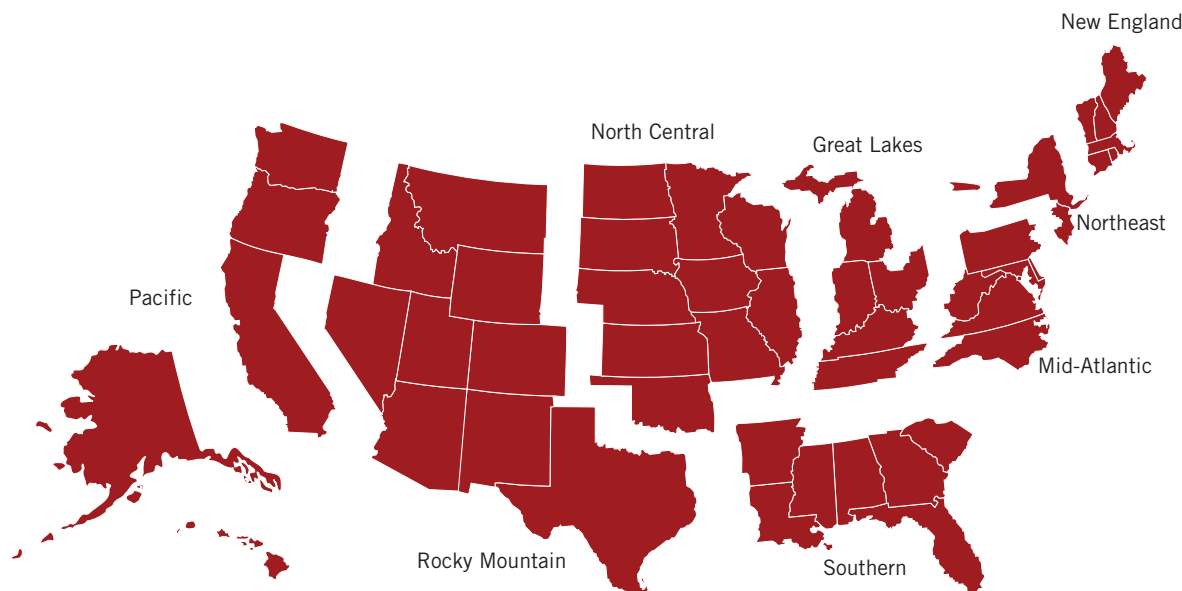 New England
North Central
Great Lakes
Northeast
Pacific
Mid-Atlantic
Rocky Mountain
Southern